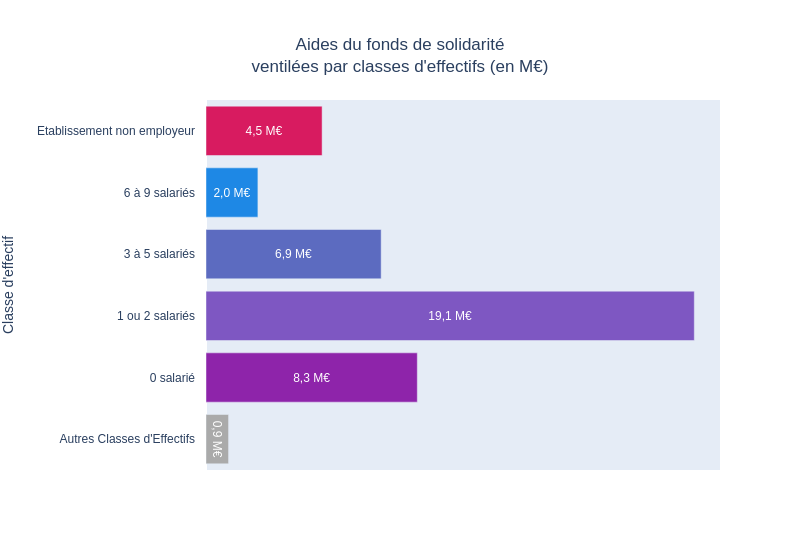 Aides du fonds de solidarité
ventilées par classes d'effectifs (en M€)
Classe d'effectif
Etablissement non employeur
4,5 M€
6 à 9 salariés
2,0 M€
3 à 5 salariés
6,9 M€
1 ou 2 salariés
19,1 M€
0 salarié
8,3 M€
Autres Classes d'Effectifs
0,9 M€